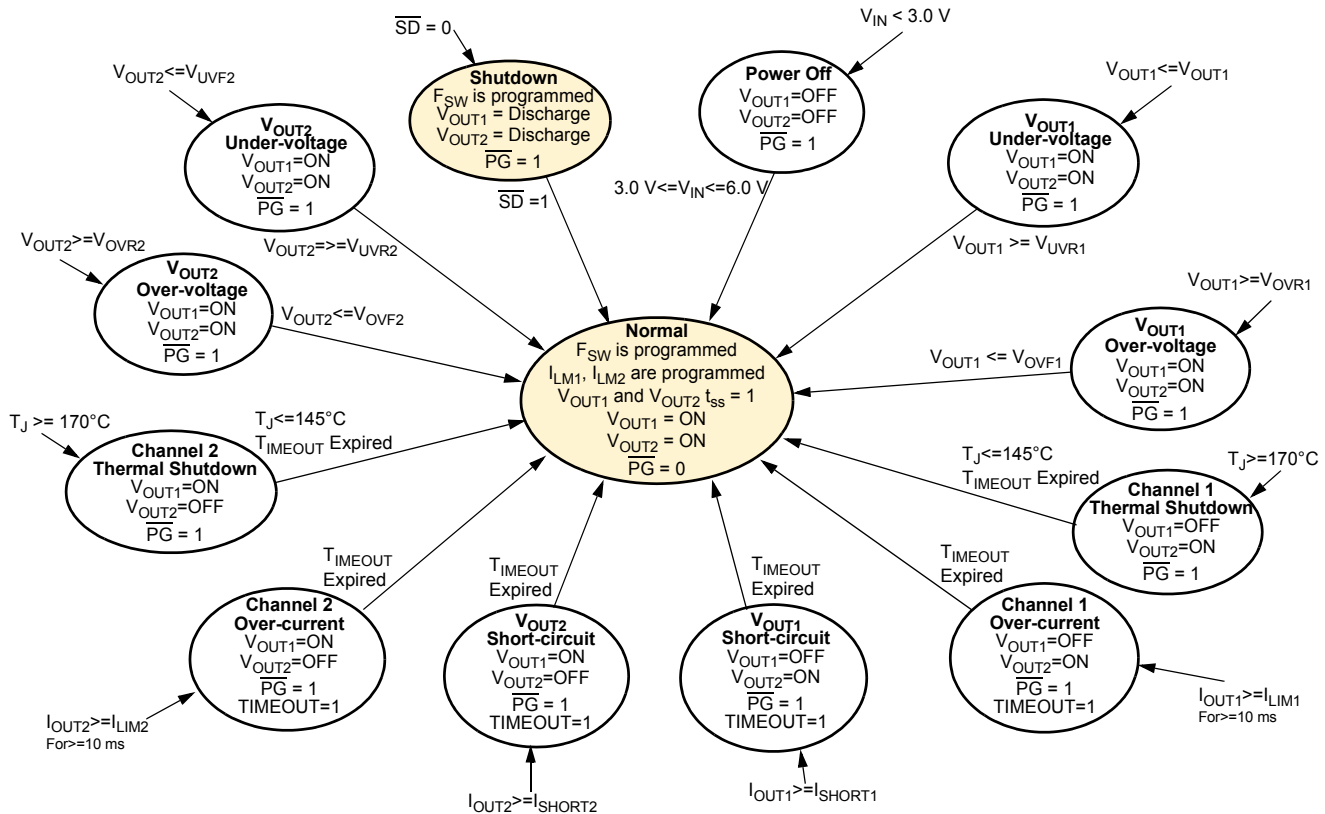 SD = 0
Shutdown
FSW is programmed
VOUT1 = Discharge
VOUT2 = Discharge
PG = 1
SD =1
VIN < 3.0 V
Power Off
VOUT1=OFF
VOUT2=OFF
PG = 1
3.0 V<=VIN<=6.0 V
VOUT2<=VUVF2
VOUT2
Under-voltage
VOUT1=ON
VOUT2=ON
PG = 1
VOUT2=>=VUVR2
VOUT1<=VOUT1
VOUT1
Under-voltage
VOUT1=ON
VOUT2=ON
PG = 1
VOUT1 >= VUVR1
VOUT2>=VOVR2
VOUT2
Over-voltage
VOUT1=ON
VOUT2=ON
PG = 1
VOUT2<=VOVF2
Normal
FSW is programmed
ILM1, ILM2 are programmed
VOUT1 and VOUT2 tss = 1
VOUT1 = ON
VOUT2 = ON
PG = 0
VOUT1>=VOVR1
VOUT1
Over-voltage
VOUT1=ON
VOUT2=ON
PG = 1
VOUT1 <= VOVF1
TJ >= 170°C
Channel 2
Thermal Shutdown
VOUT1=ON
VOUT2=OFF
PG = 1
TJ<=145°C
TIMEOUT Expired
TJ<=145°C
TIMEOUT Expired
TJ>=170°C
Channel 1
Thermal Shutdown
VOUT1=OFF
VOUT2=ON
PG = 1
TIMEOUT
Expired
Channel 2
Over-current
VOUT1=ON
VOUT2=OFF
PG = 1
TIMEOUT=1
IOUT2>=ILIM2
For>=10 ms
TIMEOUT
Expired
VOUT2
Short-circuit
VOUT1=ON
VOUT2=OFF
PG = 1
TIMEOUT=1
IOUT2>=ISHORT2
TIMEOUT
Expired
VOUT1
Short-circuit
VOUT1=OFF
VOUT2=ON
PG = 1
TIMEOUT=1
IOUT1>=ISHORT1
TIMEOUT
Expired
Channel 1
Over-current
VOUT1=OFF
VOUT2=ON
PG = 1
TIMEOUT=1
IOUT1>=ILIM1
For>=10 ms